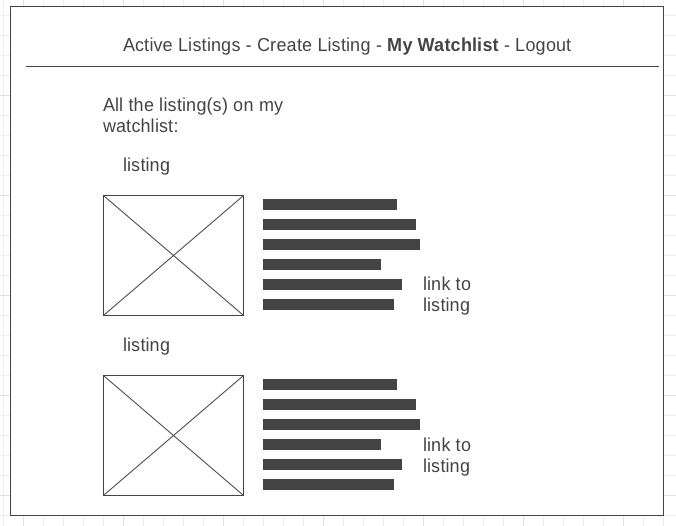 Active Listings - Create Listing - My Watchlist - Logout
All the listing(s) on my
watchlist:
listing
link to
listing
listing
link to
listing